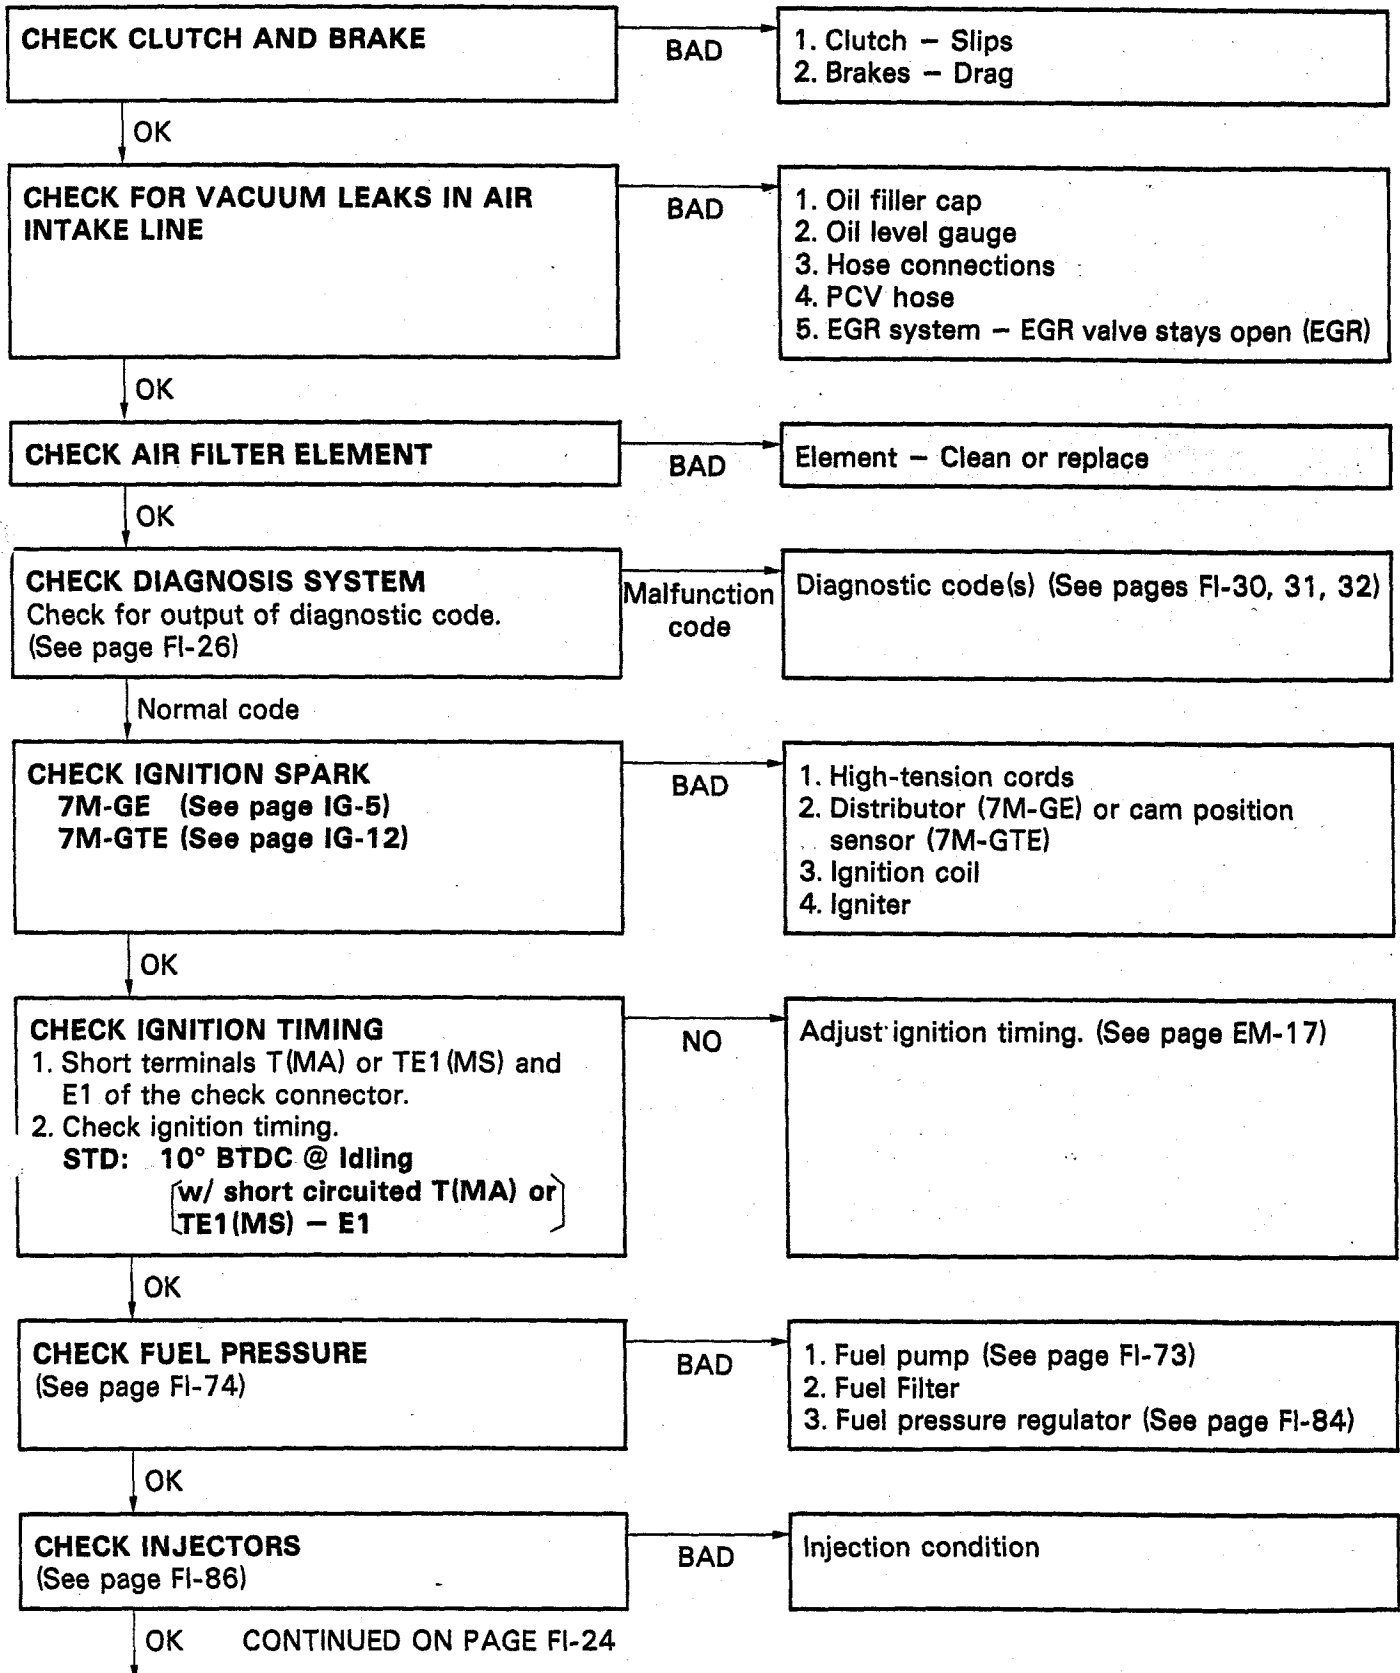 CHECK CLUTCH AND BRAKE
BAD
1. Clutch – Slips
2. Brakes – Drag
OK
CHECK FOR VACUUM LEAKS IN AIR
INTAKE LINE
BAD
1. Oil filler cap
2. Oil level gauge
3. Hose connections
4. PCV hose
5. EGR system – EGR valve stays open (EGR)
OK
CHECK AIR FILTER ELEMENT
BAD
Element – Clean or replace
OK
CHECK DIAGNOSIS SYSTEM
Check for output of diagnostic code.
(See page FI-26)
Malfunction
code
Diagnostic code(s) (See pages FI-30, 31, 32)
Normal code
CHECK IGNITION SPARK
7M-GE (See page IG-5)
7M-GTE (See page IG-12)
BAD
1. High-tension cords
2. Distributor (7M-GE) or cam position
sensor (7M-GTE)
3. Ignition coil
4. Igniter
OK
CHECK IGNITION TIMING
1. Short terminals T(MA) or TE1(MS) and
E1 of the check connector.
2. Check ignition timing.
STD: 10° BTDC @ Idling
[w/ short circuited T(MA) or
TE1(MS) – E1]
NO
Adjust ignition timing. (See page EM-17)
OK
CHECK FUEL PRESSURE
(See page FI-74)
BAD
1. Fuel pump (See page FI-73)
2. Fuel Filter
3. Fuel pressure regulator (See page FI-84)
OK
CHECK INJECTORS
(See page FI-86)
BAD
Injection condition
OK CONTINUED ON PAGE FI-24